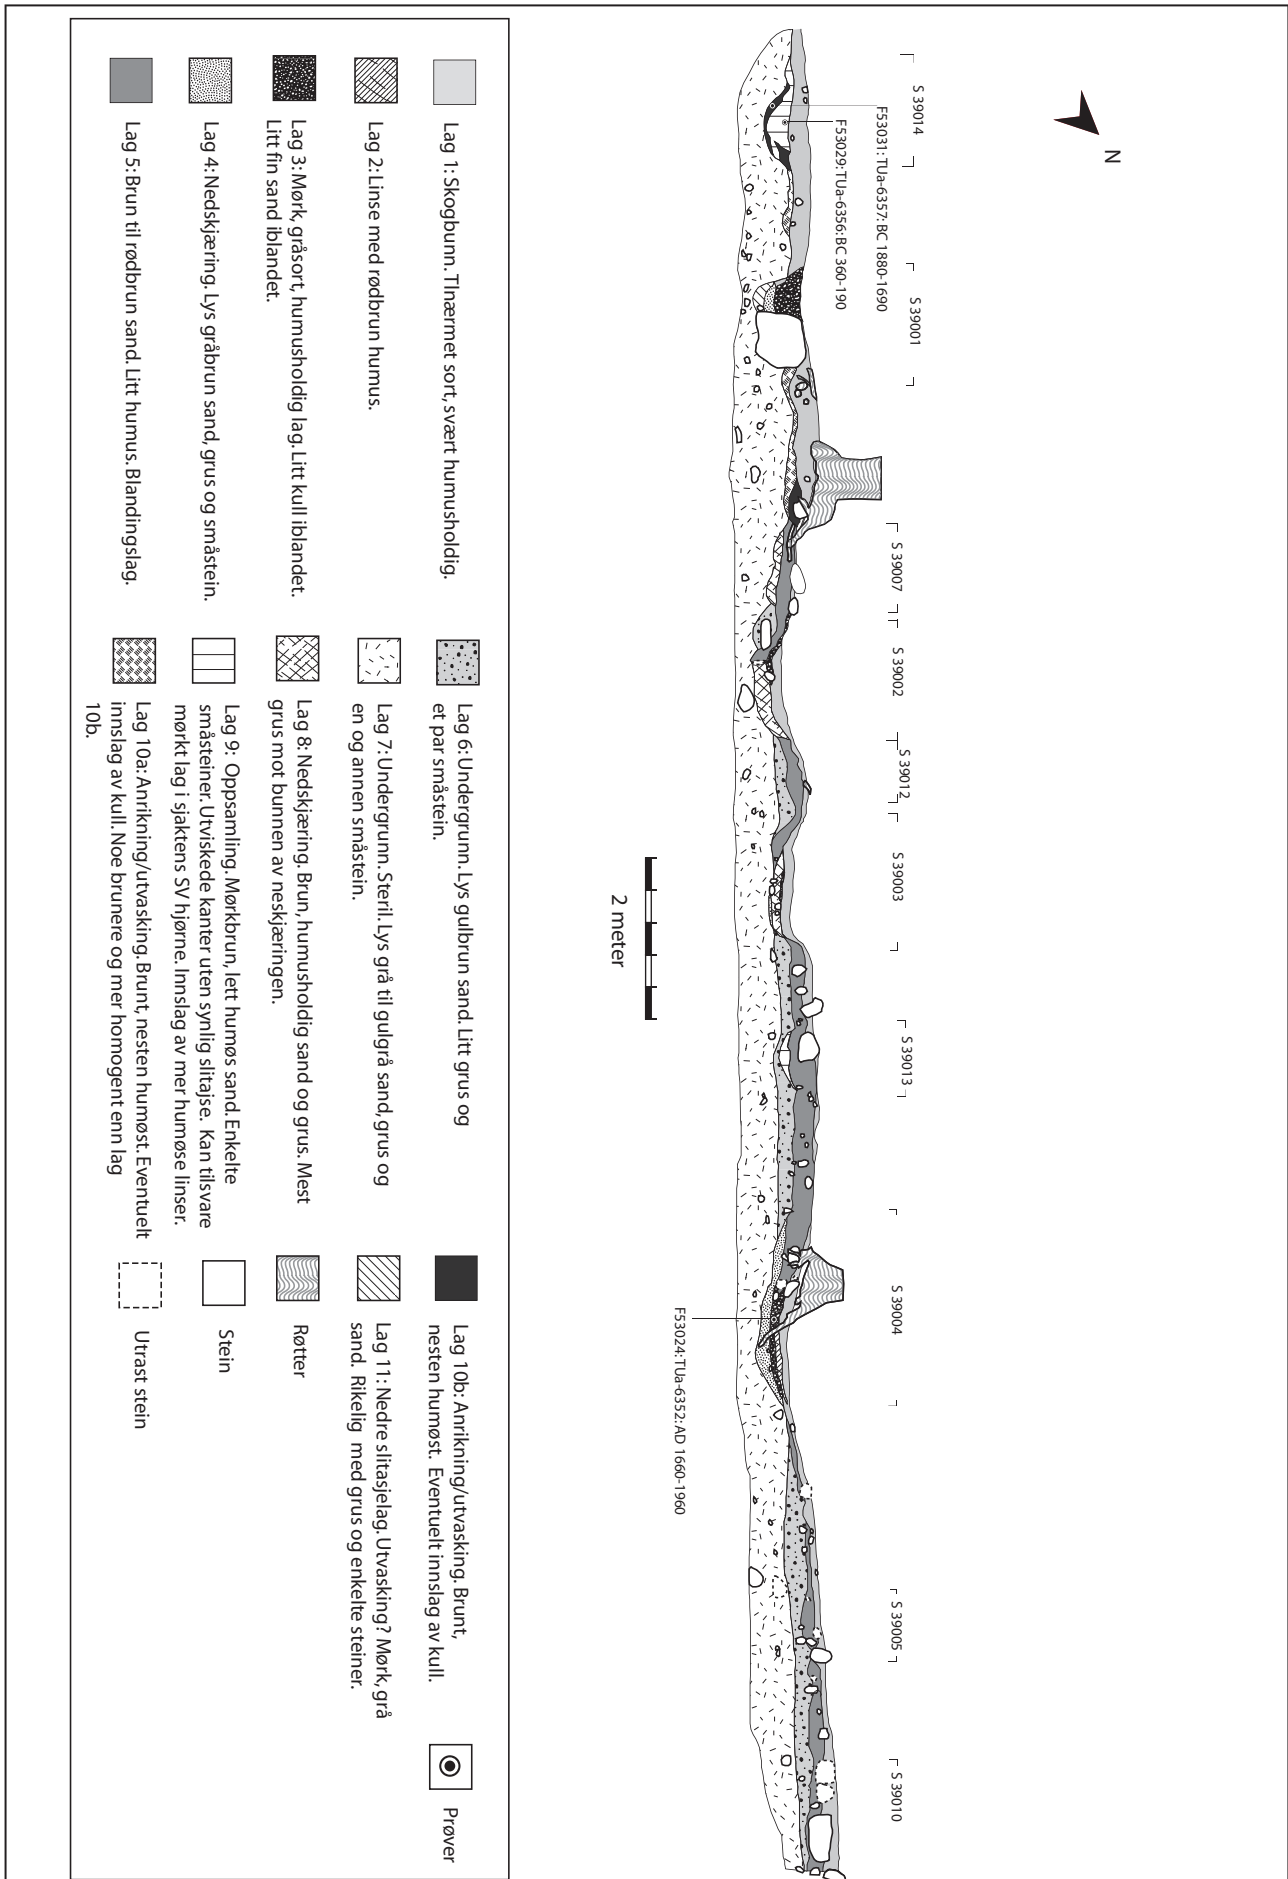 N
S 39014
S 39001
S 39007
S 39002
S 39012
S 39003
S 39013
S 39004
S 39005
S 39010
F53031: TUa-6357: BC 1880-1690
F53029: TUa-6356: BC 360-190
F53024: TUa-6352: AD 1660-1960
2 meter
Lag 1: Skogbunn. TInærmet sort, svært humusholdig.
Lag 2: Linse med rødbrun humus.
Lag 3: Mørk, gråsort, humusholdig lag. Litt kull iblandet.
Litt fin sand iblandet.
Lag 4: Nedskjæring. Lys gråbrun sand, grus og småstein.
Lag 5: Brun til rødbrun sand. Litt humus. Blandingslag.
Lag 6: Undergrunn. Lys gulbrun sand. Litt grus og
et par småstein.
Lag 7: Undergrunn. Steril. Lys grå til gulgrå sand, grus og
en og annen småstein.
Lag 8: Nedskjæring. Brun, humusholdig sand og grus. Mest
grus mot bunnen av neskjæringen.
Lag 9: Oppsamling. Mørkbrun, lett humøs sand. Enkelte
småsteiner. Utviskede kanter uten synlig slitajse. Kan tilsvare
mørkt lag i sjaktens SV hjørne. Innslag av mer humøse linser.
Lag 10a: Anrikning/utvasking. Brunt, nesten humøst. Eventuelt
innslag av kull. Noe brunere og mer homogent enn lag
10b.
Lag 10b: Anrikning/utvasking. Brunt,
nesten humøst. Eventuelt innslag av kull.
Lag 11: Nedre slitasjelag. Utvasking? Mørk, grå
sand. Rikelig med grus og enkelte steiner.
Røtter
Stein
Utrast stein
Prøver